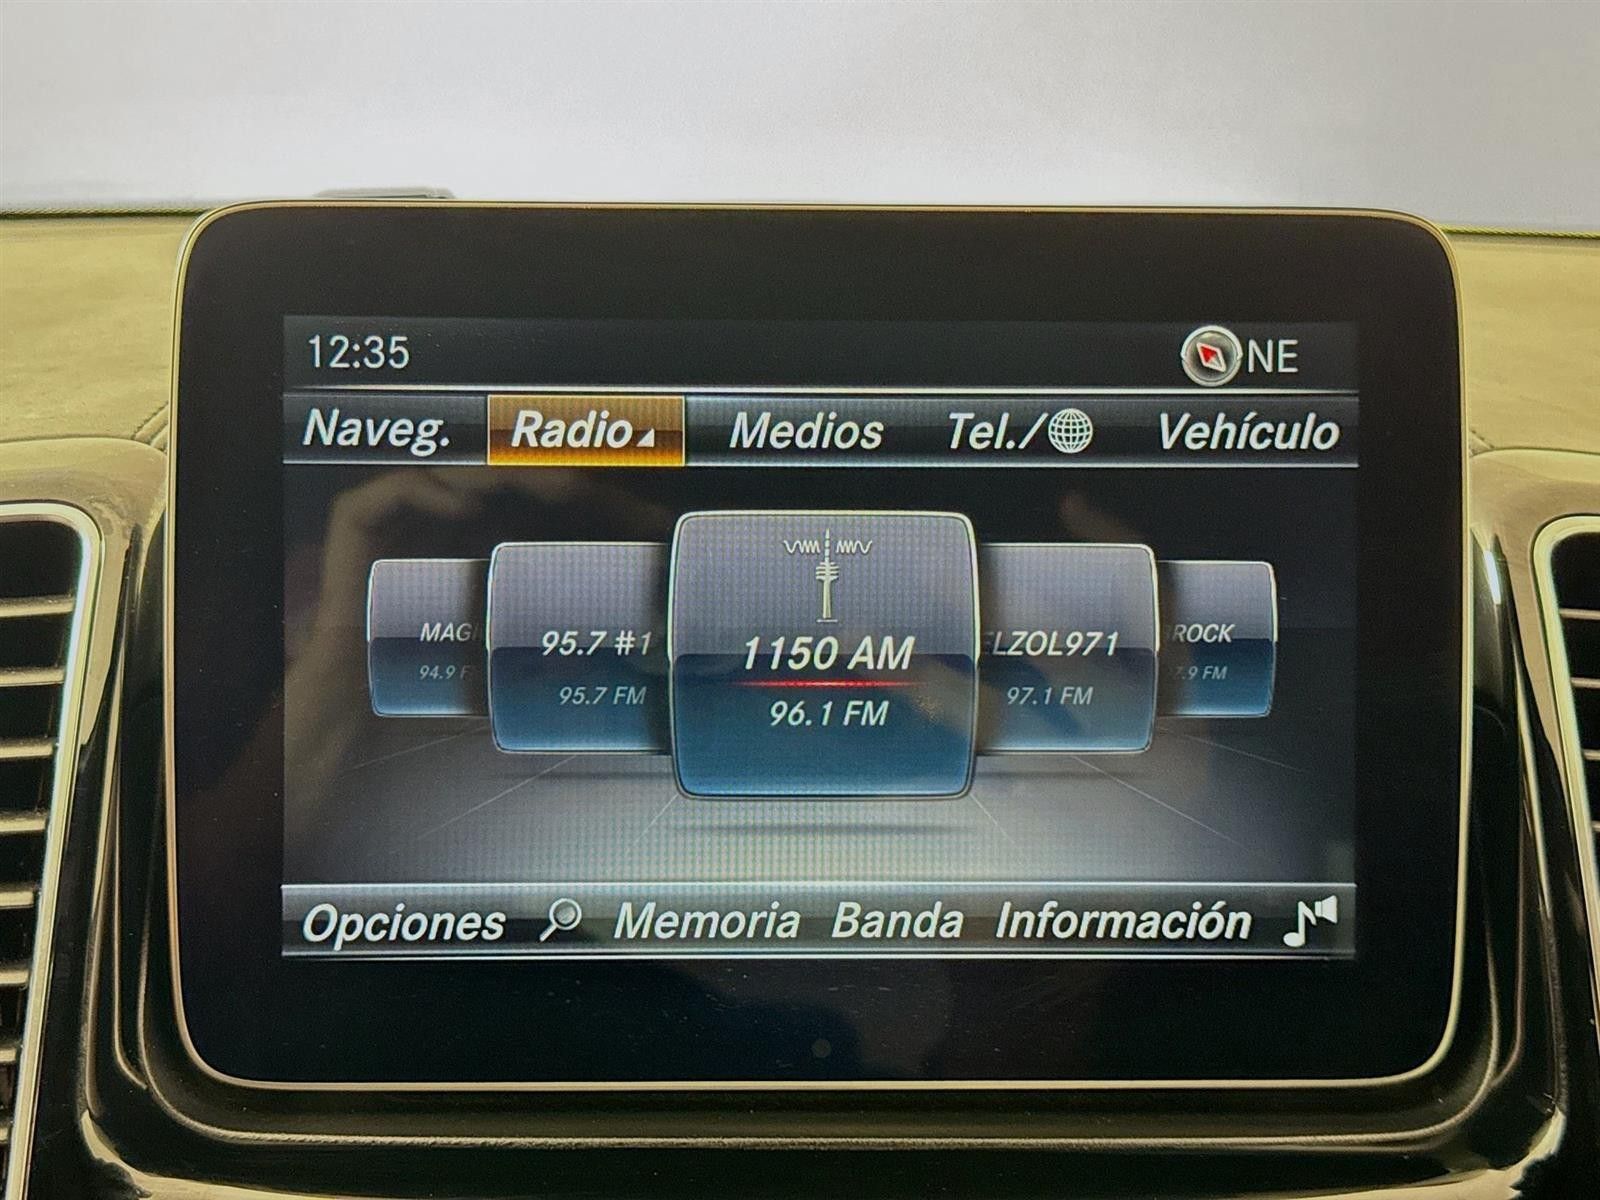 12:35 NE
Naveg. Radio Medios Tel./ Vehículo
95.7 #1
95.7 FM
1150 AM
96.1 FM
LZOL971
97.1 FM
ROCK
Opciones Memoria Banda Información